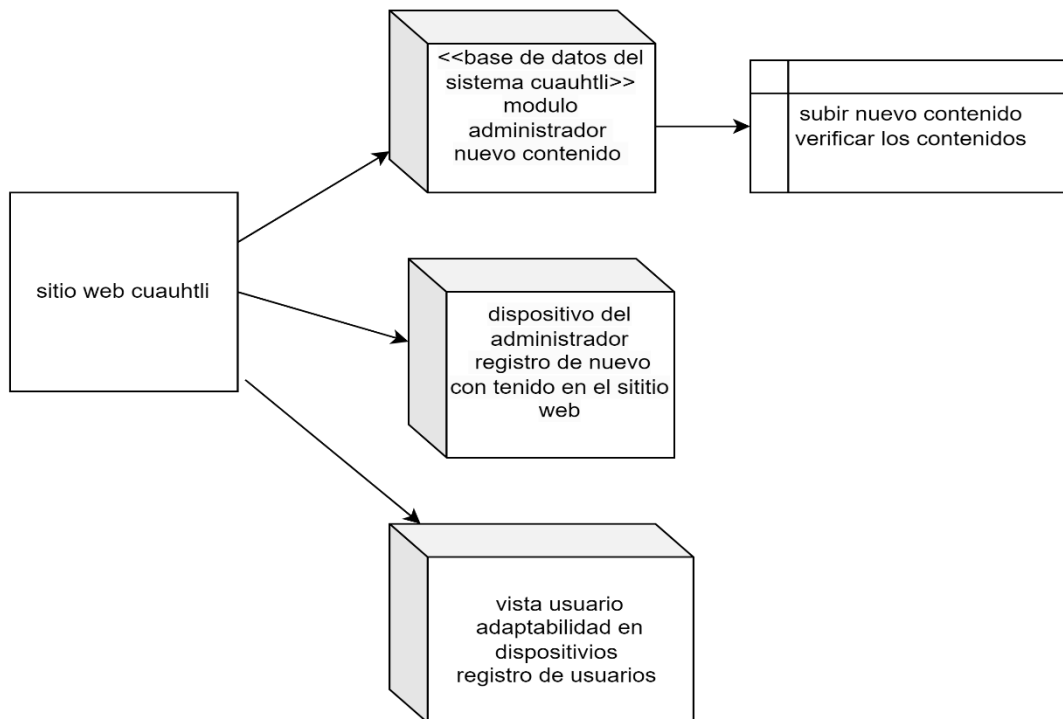 <<base de datos del
sistema cuauhtli>>
modulo
administrador
nuevo contenido
subir nuevo contenido
verificar los contenidos
sitio web cuauhtli
dispositivo del
administrador
registro de nuevo
con tenido en el sititio
web
vista usuario
adaptabilidad en
dispositivios
registro de usuarios